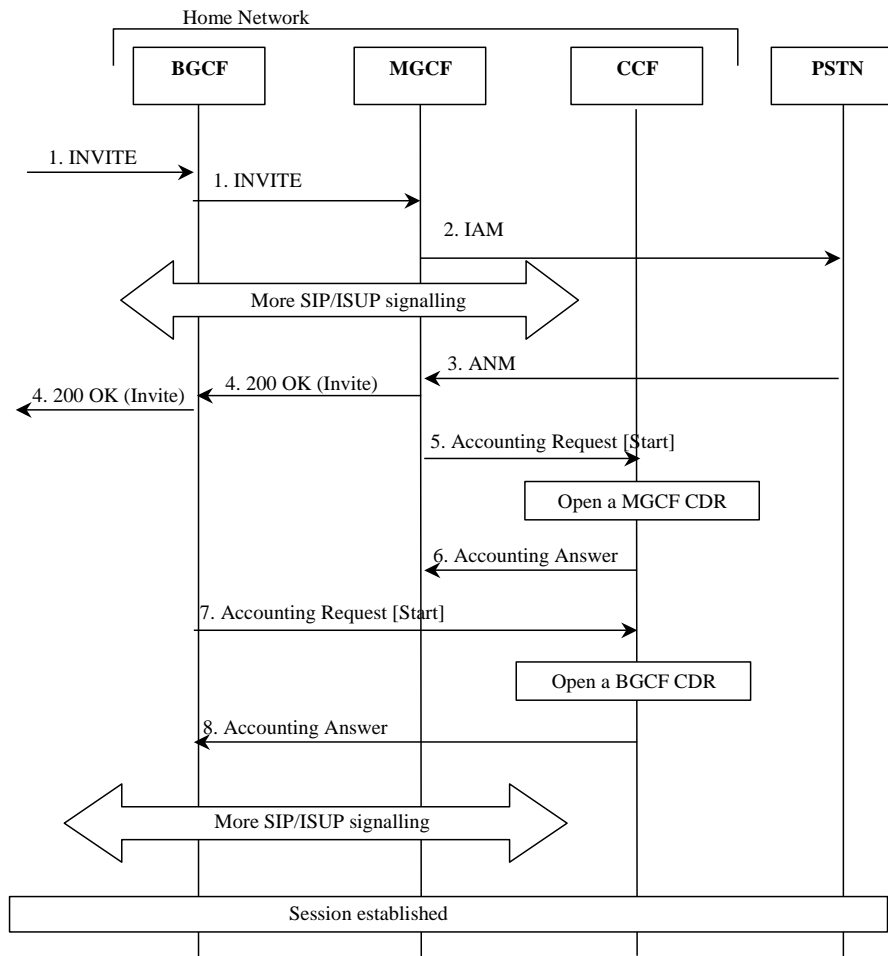 Home Network
BGCF
MGCF
CCF
PSTN
1. INVITE
1. INVITE
2. IAM
More SIP/ISUP signalling
3. ANM
4. 200 OK (Invite)
4. 200 OK (Invite)
5. Accounting Request [Start]
Open a MGCF CDR
6. Accounting Answer
7. Accounting Request [Start]
Open a BGCF CDR
8. Accounting Answer
More SIP/ISUP signalling
Session established